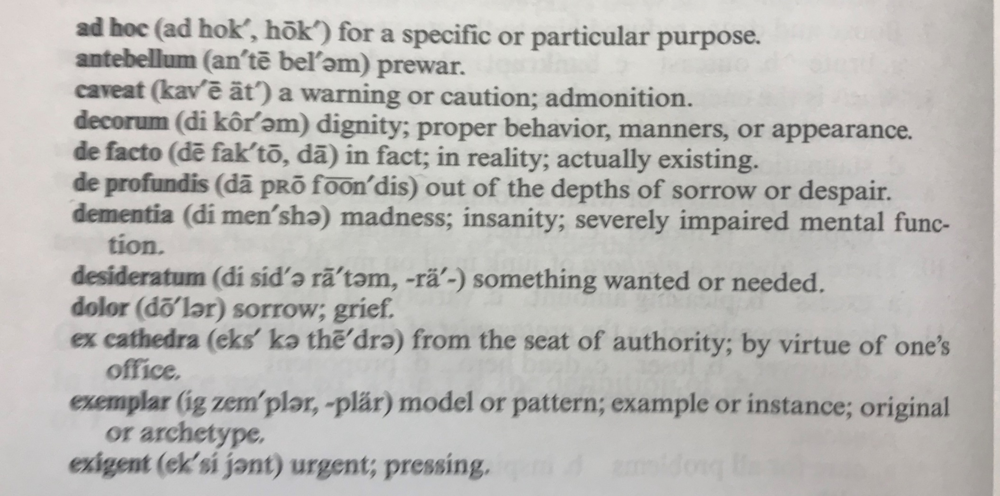 ad hoc (ad hok′, hōk′) for a specific or particular purpose.
antebellum (an′tē bel′əm) prewar.
caveat (kav′ē ät′) a warning or caution; admonition.
decorum (di kôr′əm) dignity; proper behavior, manners, or appearance.
de facto (dē fak′tō, dā) in fact; in reality; actually existing.
de profundis (dā pʀō fo͞on′dis) out of the depths of sorrow or despair.
dementia (di men′shə) madness; insanity; severely impaired mental func-
tion.
desideratum (di sid′ə rā′təm, -rä′-) something wanted or needed.
dolor (dō′lər) sorrow; grief.
ex cathedra (eks′ kə thē′drə) from the seat of authority; by virtue of one’s
office.
exemplar (ig zem′plər, -plär) model or pattern; example or instance; original
or archetype.
exigent (ek′si jənt) urgent; pressing.